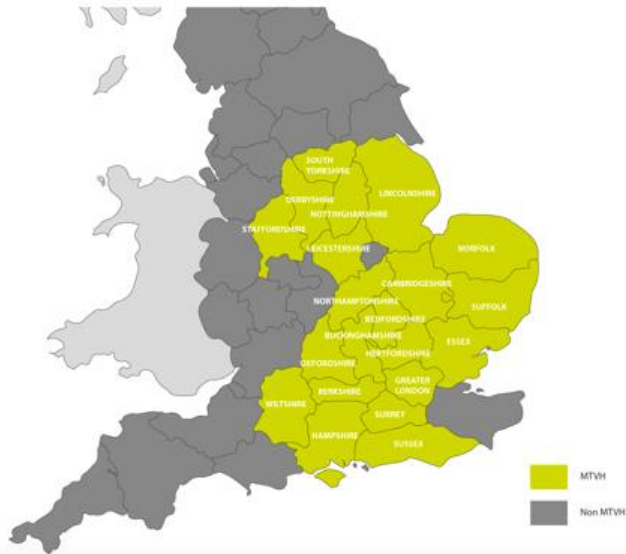 SOUTH
YORKSHIRE
LINCOLNSHIRE
DERBYSHIRE
NOTTINGHAMSHIRE
STAFFORDSHIRE
LEICESTERSHIRE
NORFOLK
CAMBRIDGESHIRE
NORTHAMPTONSHIRE
SUFFOLK
BEDFORDSHIRE
BUCKINGHAMSHIRE
ESSEX
HERTFORDSHIRE
OXFORDSHIRE
GREATER
LONDON
BERKSHIRE
WILTSHIRE
SURREY
HAMPSHIRE
SUSSEX
MTVH
Non MTVH